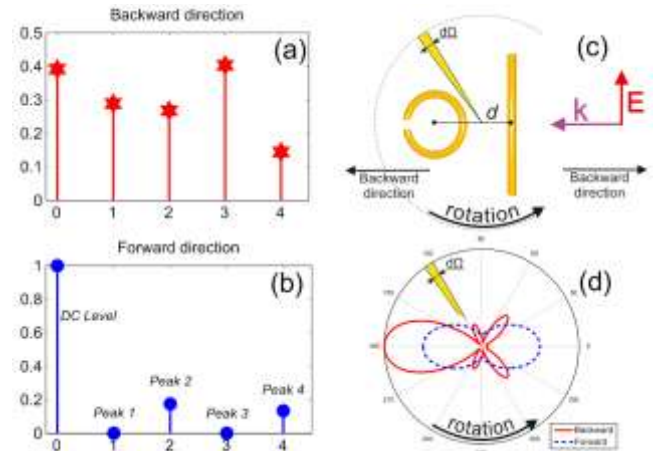 Backward direction
(a)
0.5
0.4
0.3
0.2
0.1
0
0 1 2 3 4
Forward direction
(b)
1
0.8
0.6
0.4
0.2
0
DC Level
Peak 1
Peak 2
Peak 3
Peak 4
0 1 2 3 4
(c)
dΩ
d
k
E
Backward
direction
Backward
direction
rotation
(d)
dΩ
rotation
Backward
Forward